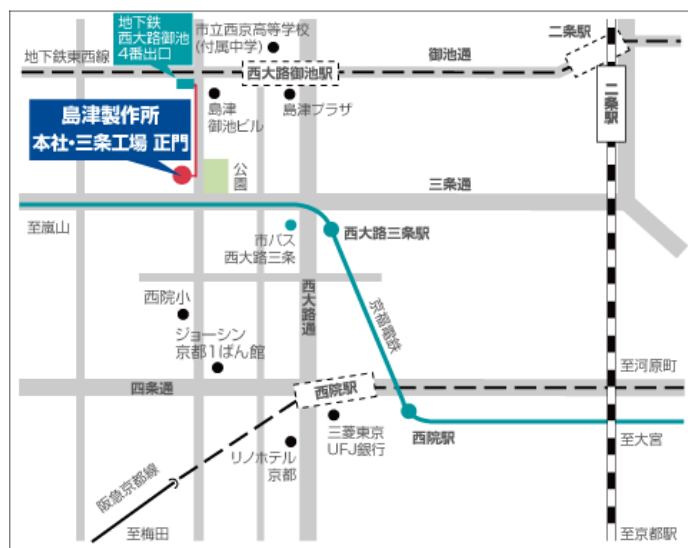 地下鉄
西大路御池
4番出口
市立西京高等学校
(付属中学)
二条駅
地下鉄東西線
御池通
西大路御池駅
島津製作所
本社・三条工場 正門
島津
御池ビル
島津プラザ
二条駅
公園
三条通
至嵐山
市バス
西大路三条
西大路三条駅
西院小
西大路通
京福電鉄
ジョーシン
京都1ばん館
至河原町
四条通
西院駅
三菱東京
UFJ銀行
西院駅
至大宮
リノホテル
京都
阪急京都線
至梅田
至京都駅